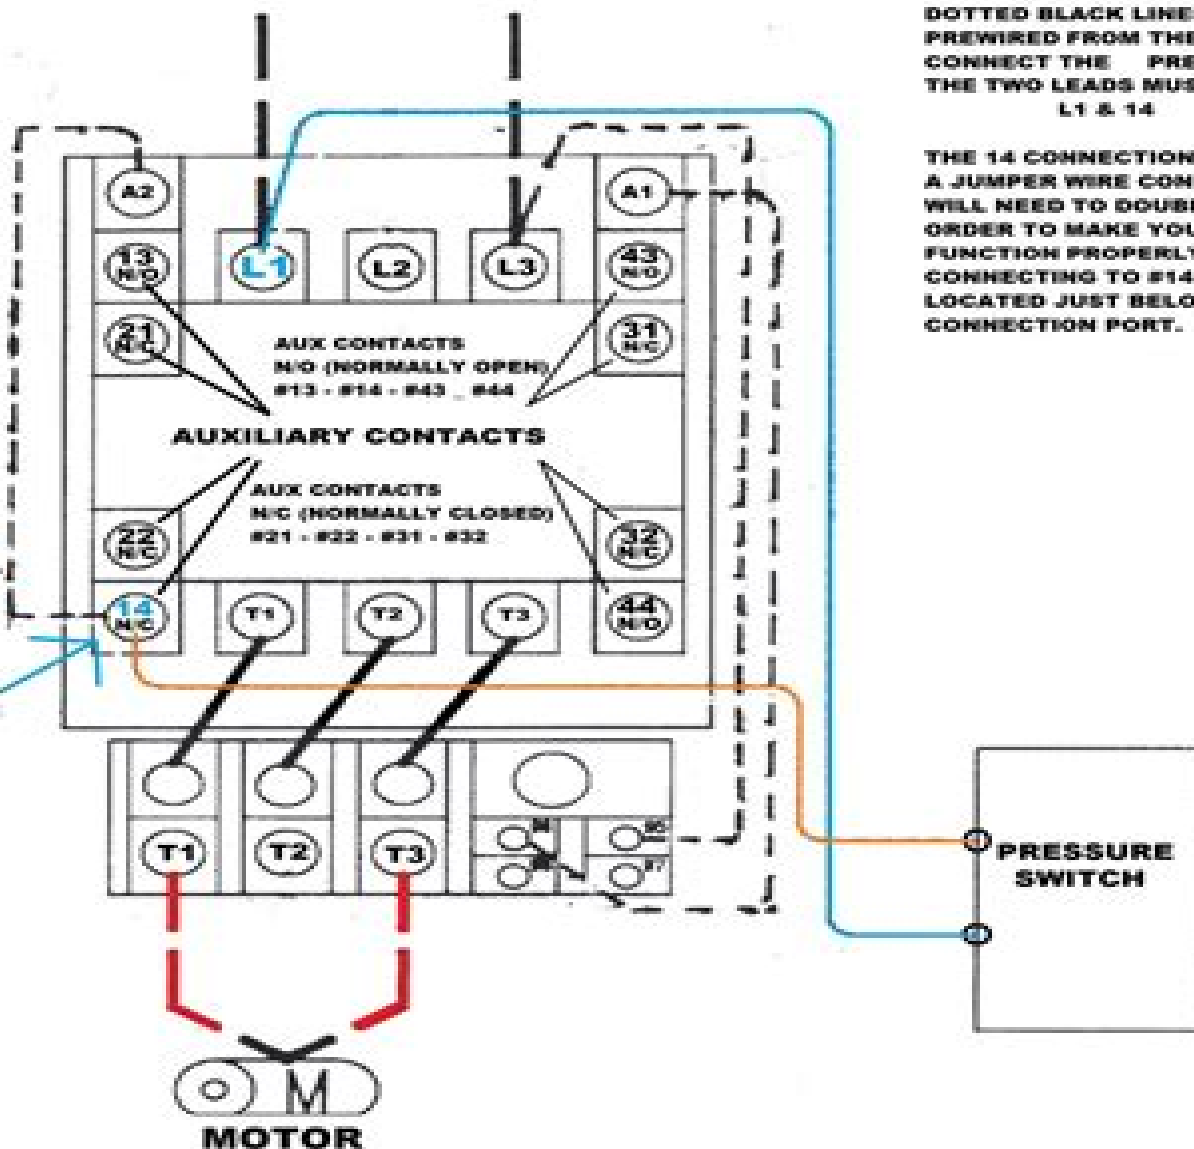 DOTTED BLACK LINE
PREWIRED FROM THE
CONNECT THE PRE
THE TWO LEADS MUS
L1 & 14
THE 14 CONNECTION
A JUMPER WIRE CON
WILL NEED TO DOUB
ORDER TO MAKE YOU
FUNCTION PROPERLY
CONNECTING TO #14
LOCATED JUST BELO
CONNECTION PORT.
A2
A1
13
N/O
L1
L2
L3
43
N/O
21
N/C
31
N/C
AUX CONTACTS
N/O (NORMALLY OPEN)
#13 - #14 - #43 _ #44
AUXILIARY CONTACTS
AUX CONTACTS
N/C (NORMALLY CLOSED)
#21 - #22 - #31 - #32
22
N/C
32
N/C
14
N/C
T1
T2
T3
44
N/O
95
97
T1
T2
T3
PRESSURE
SWITCH
M
MOTOR